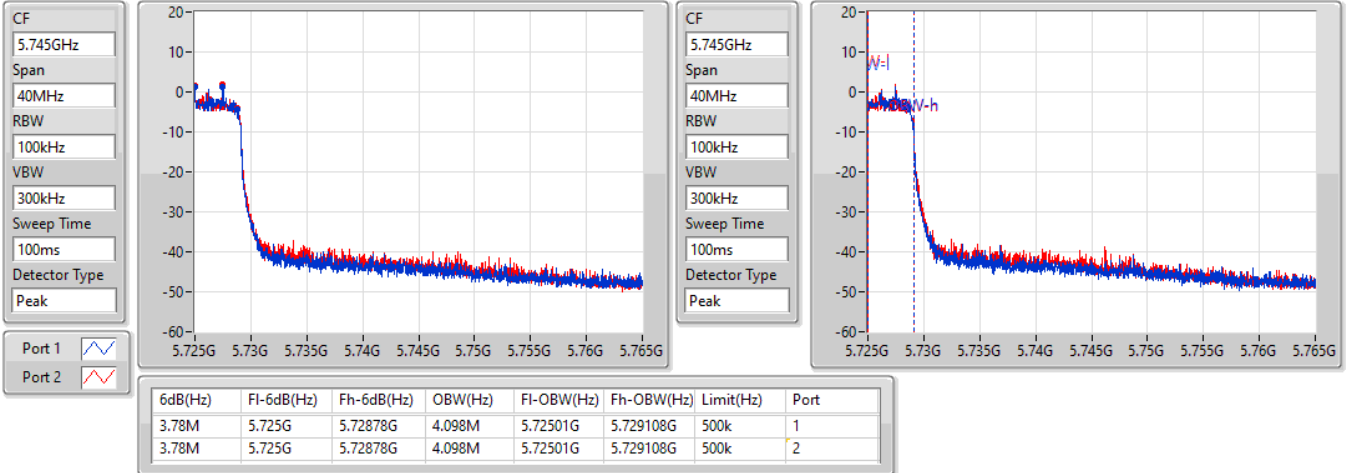 CF
5.745GHz
Span
40MHz
RBW
100kHz
VBW
300kHz
Sweep Time
100ms
Detector Type
Peak
Port 1
Port 2
20
10
0
-10
-20
-30
-40
-50
-60
5.725G 5.73G 5.735G 5.74G 5.745G 5.75G 5.755G 5.76G 5.765G
CF
5.745GHz
Span
40MHz
RBW
100kHz
VBW
300kHz
Sweep Time
100ms
Detector Type
Peak
20
10
0
-10
-20
-30
-40
-50
-60
W-l
W-h
5.725G 5.73G 5.735G 5.74G 5.745G 5.75G 5.755G 5.76G 5.765G
6dB(Hz) Fl-6dB(Hz) Fh-6dB(Hz) OBW(Hz) Fl-OBW(Hz) Fh-OBW(Hz) Limit(Hz) Port
3.78M 5.725G 5.72878G 4.098M 5.72501G 5.729108G 500k 1
3.78M 5.725G 5.72878G 4.098M 5.72501G 5.729108G 500k 2